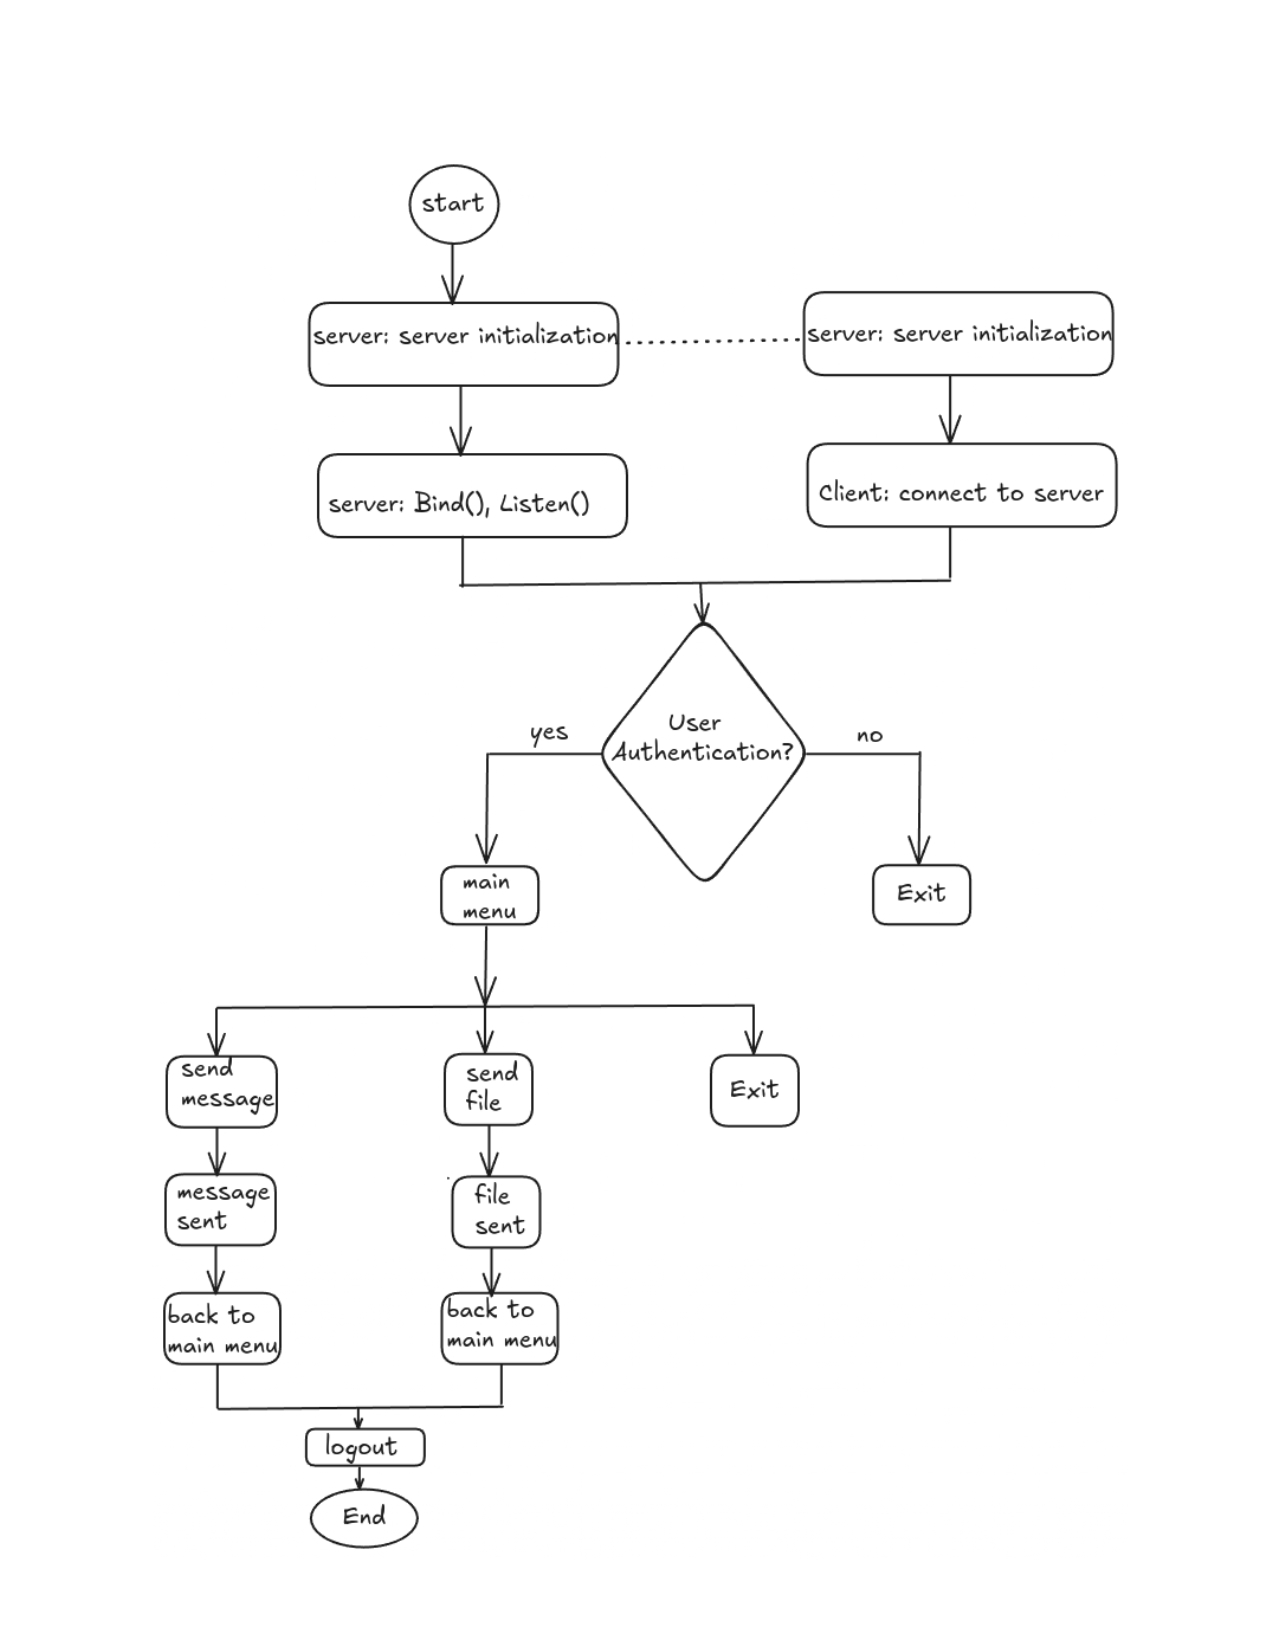 start
server: server initialization
server: server initialization
server: Bind(), Listen()
Client: connect to server
User
Authentication?
yes
no
main
menu
Exit
send
message
send
file
Exit
message
sent
file
sent
back to
main menu
back to
main menu
logout
End